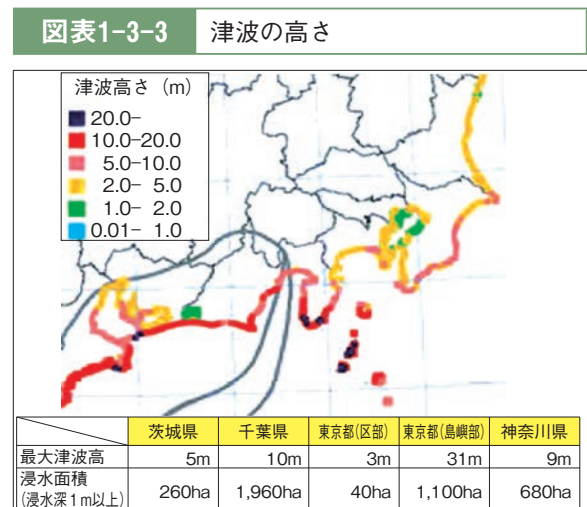 図表1-3-3 津波の高さ
津波高さ（m）
20.0-
10.0-20.0
5.0-10.0
2.0- 5.0
1.0- 2.0
0.01- 1.0
茨城県 千葉県 東京都(区部) 東京都(島嶼部) 神奈川県
最大津波高 5m 10m 3m 31m 9m
浸水面積
(浸水深1m以上) 260ha 1,960ha 40ha 1,100ha 680ha